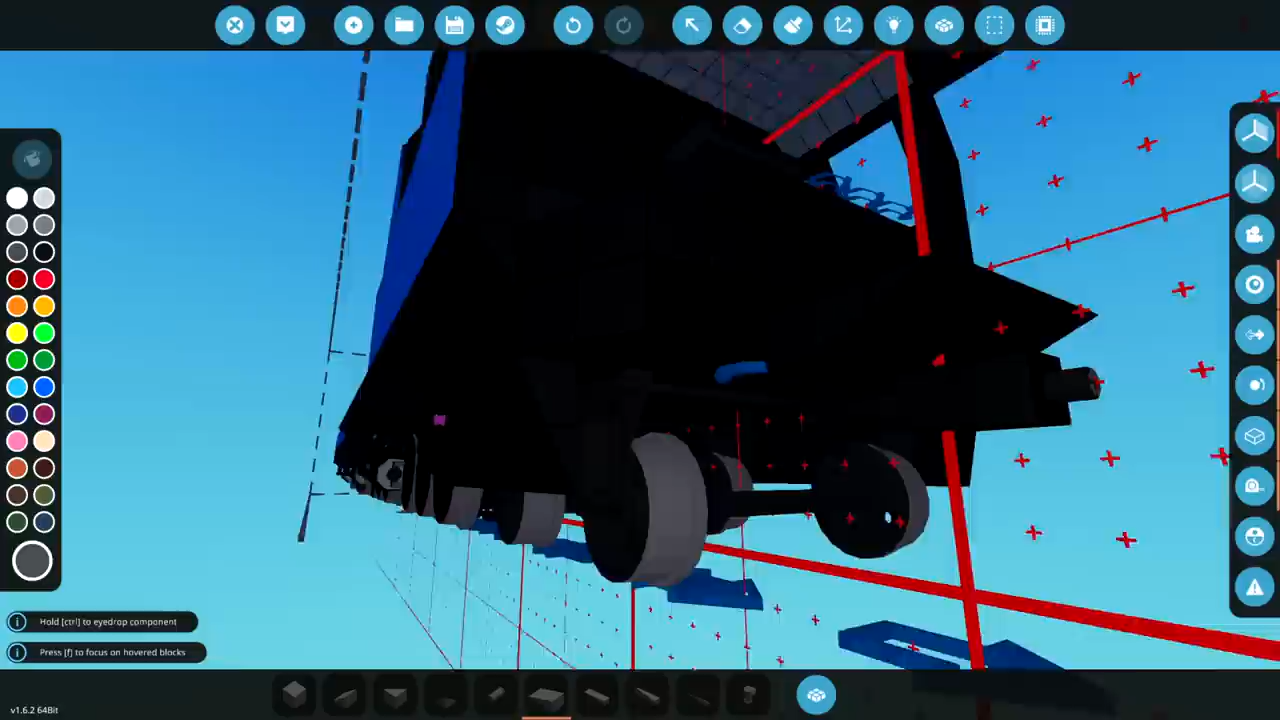 Hold [ctrl] to eyedrop component
Press [f] to focus on hovered blocks
v1.6.2 64Bit